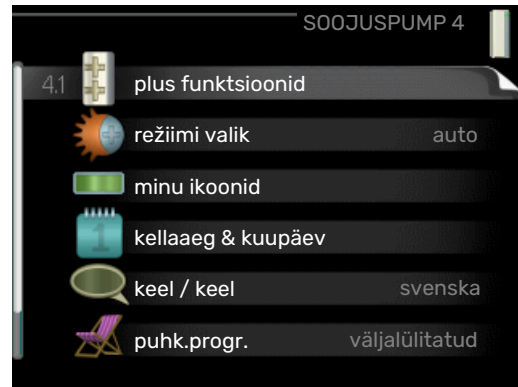 SOOJUSPUMP 4
4.1 plus funktsioonid
režiimi valik auto
minu ikoonid
1 kellaaeg & kuupäev
keel / keel svenska
puhk.progr. väljalülitatud